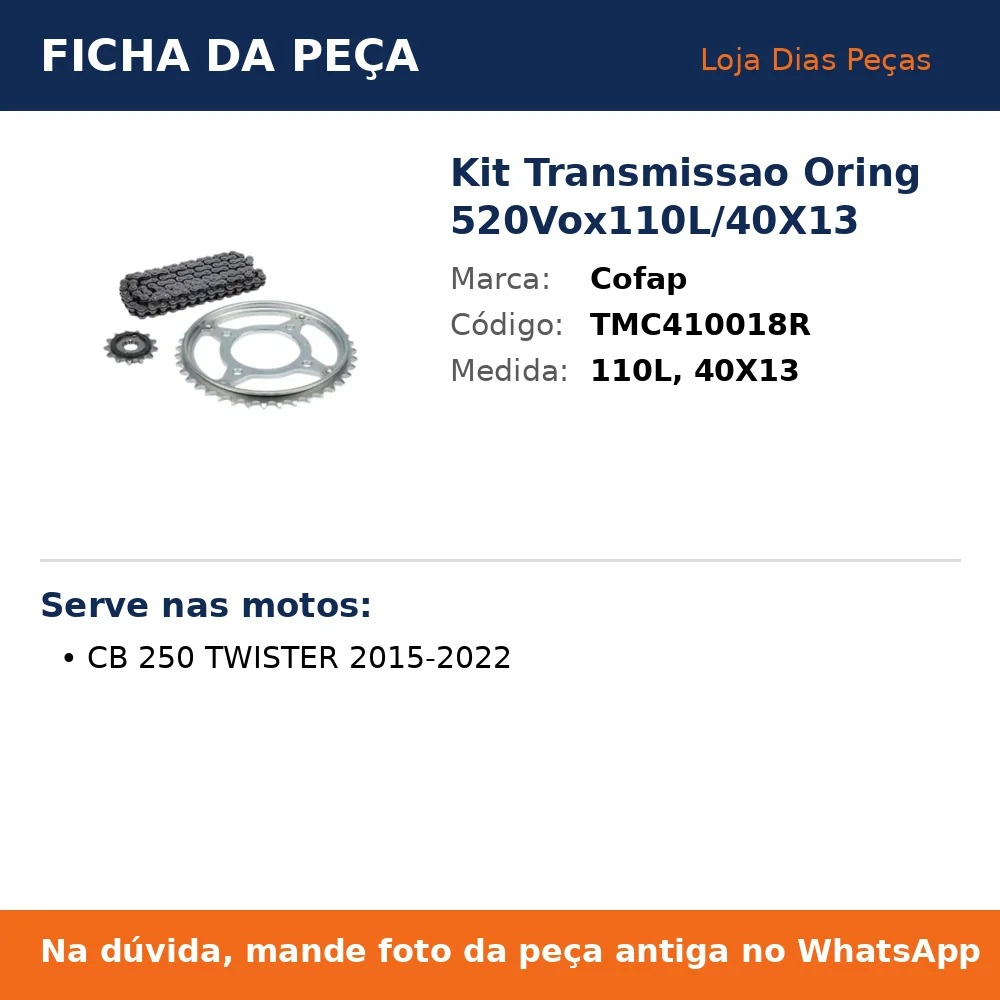 FICHA DA PEÇA
Loja Dias Peças
Kit Transmissao Oring
520Vox110L/40X13
Marca: Cofap
Código: TMC410018R
Medida: 110L, 40X13
Serve nas motos:
• CB 250 TWISTER 2015-2022
Na dúvida, mande foto da peça antiga no WhatsApp